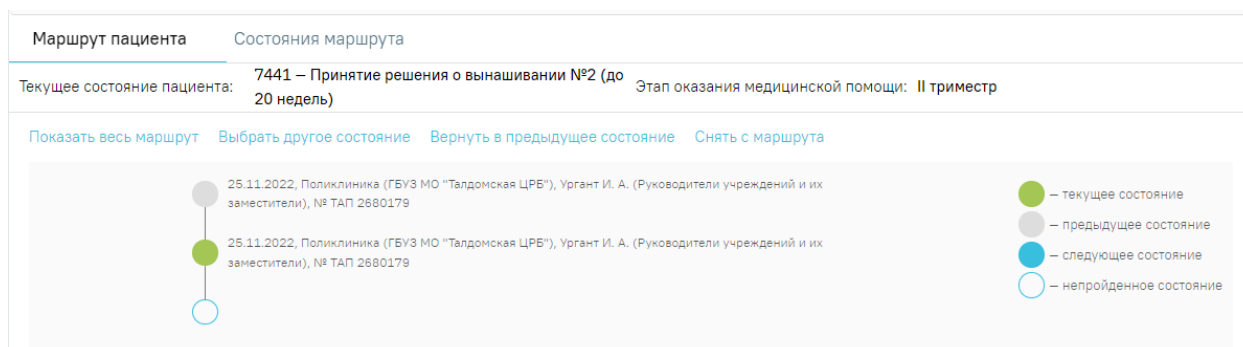 Маршрут пациента Состояния маршрута
Текущее состояние пациента: 7441 – Принятие решения о вынашивании №2 (до
20 недель) Этап оказания медицинской помощи: II триместр
Показать весь маршрут Выбрать другое состояние Вернуть в предыдущее состояние Снять с маршрута
25.11.2022, Поликлиника (ГБУЗ МО "Талдомская ЦРБ"), Ургант И. А. (Руководители учреждений и их
заместители), № ТАП 2680179
25.11.2022, Поликлиника (ГБУЗ МО "Талдомская ЦРБ"), Ургант И. А. (Руководители учреждений и их
заместители), № ТАП 2680179
– текущее состояние
– предыдущее состояние
– следующее состояние
– непройденное состояние